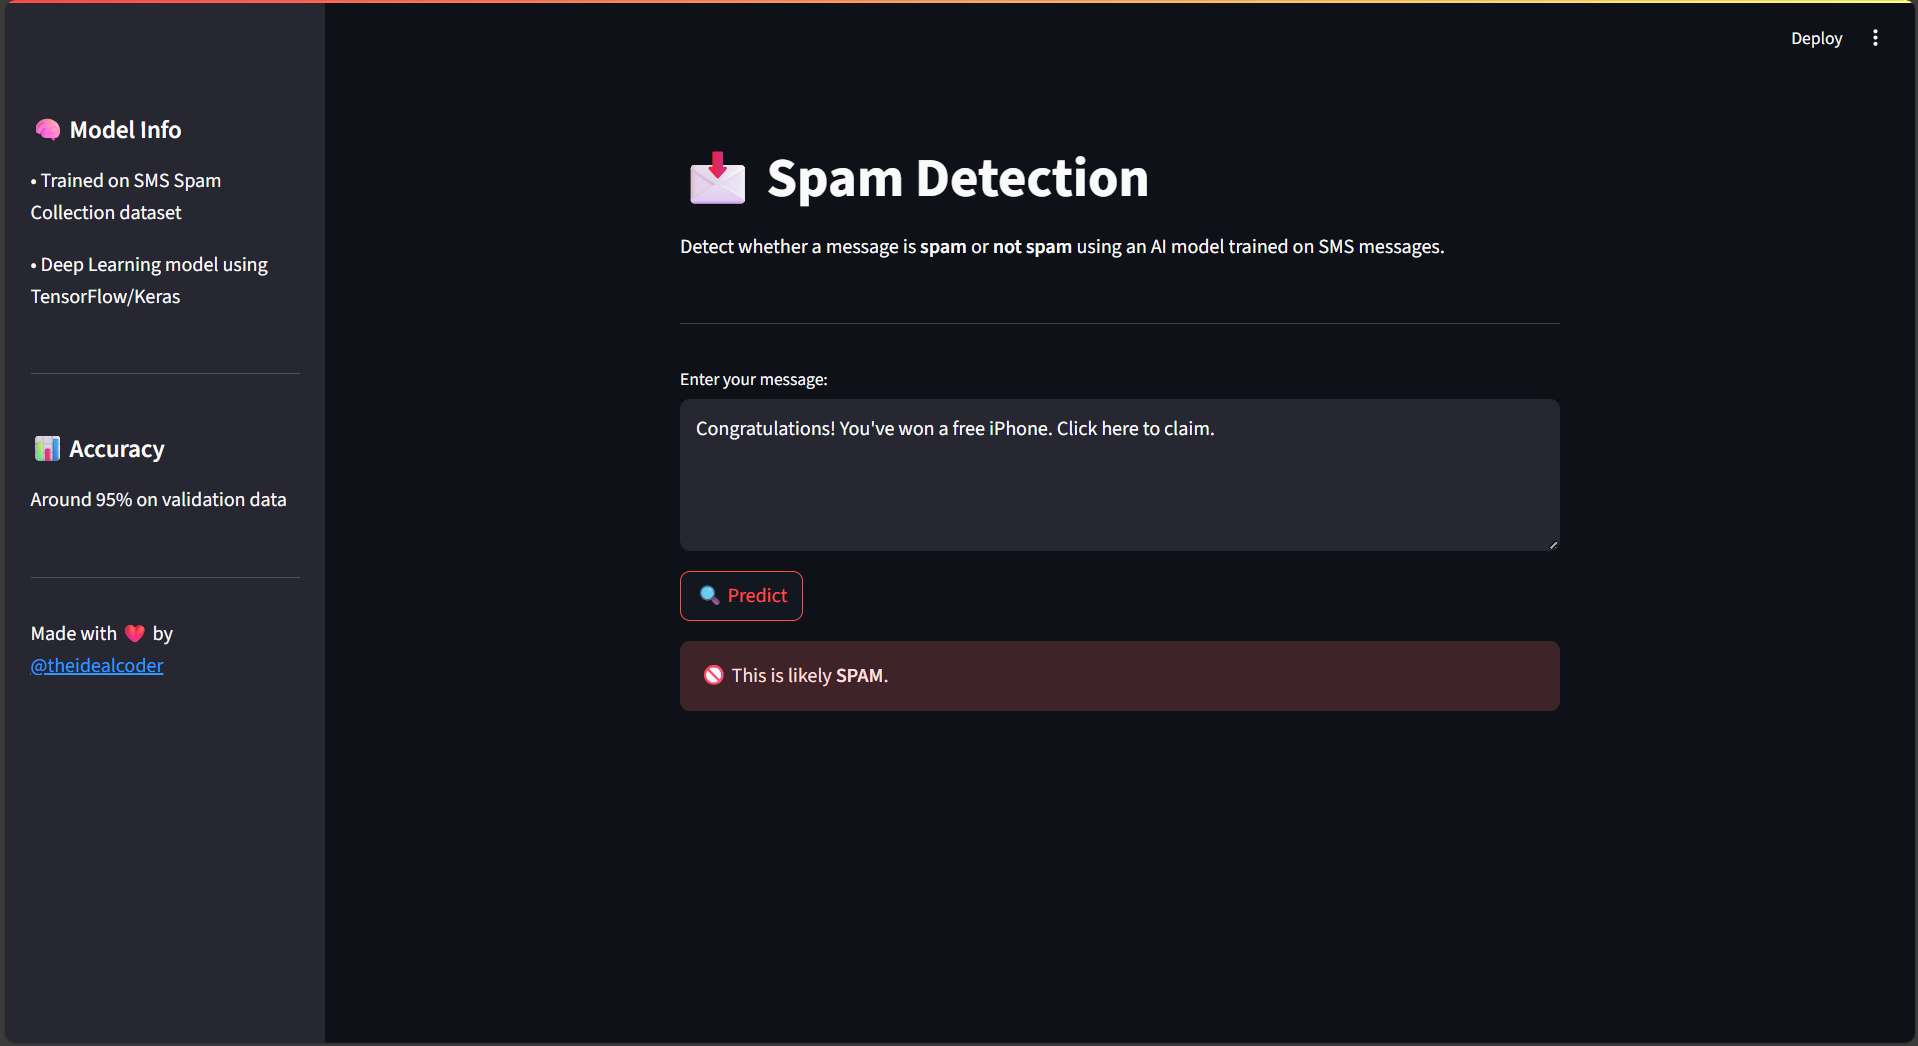 Deploy
🧠 Model Info
• Trained on SMS Spam
Collection dataset
• Deep Learning model using
TensorFlow/Keras
📊 Accuracy
Around 95% on validation data
Made with ❤️ by
@theidealcoder
📩 Spam Detection
Detect whether a message is spam or not spam using an AI model trained on SMS messages.
Enter your message:
Congratulations! You've won a free iPhone. Click here to claim.
🔍 Predict
🚫 This is likely SPAM.